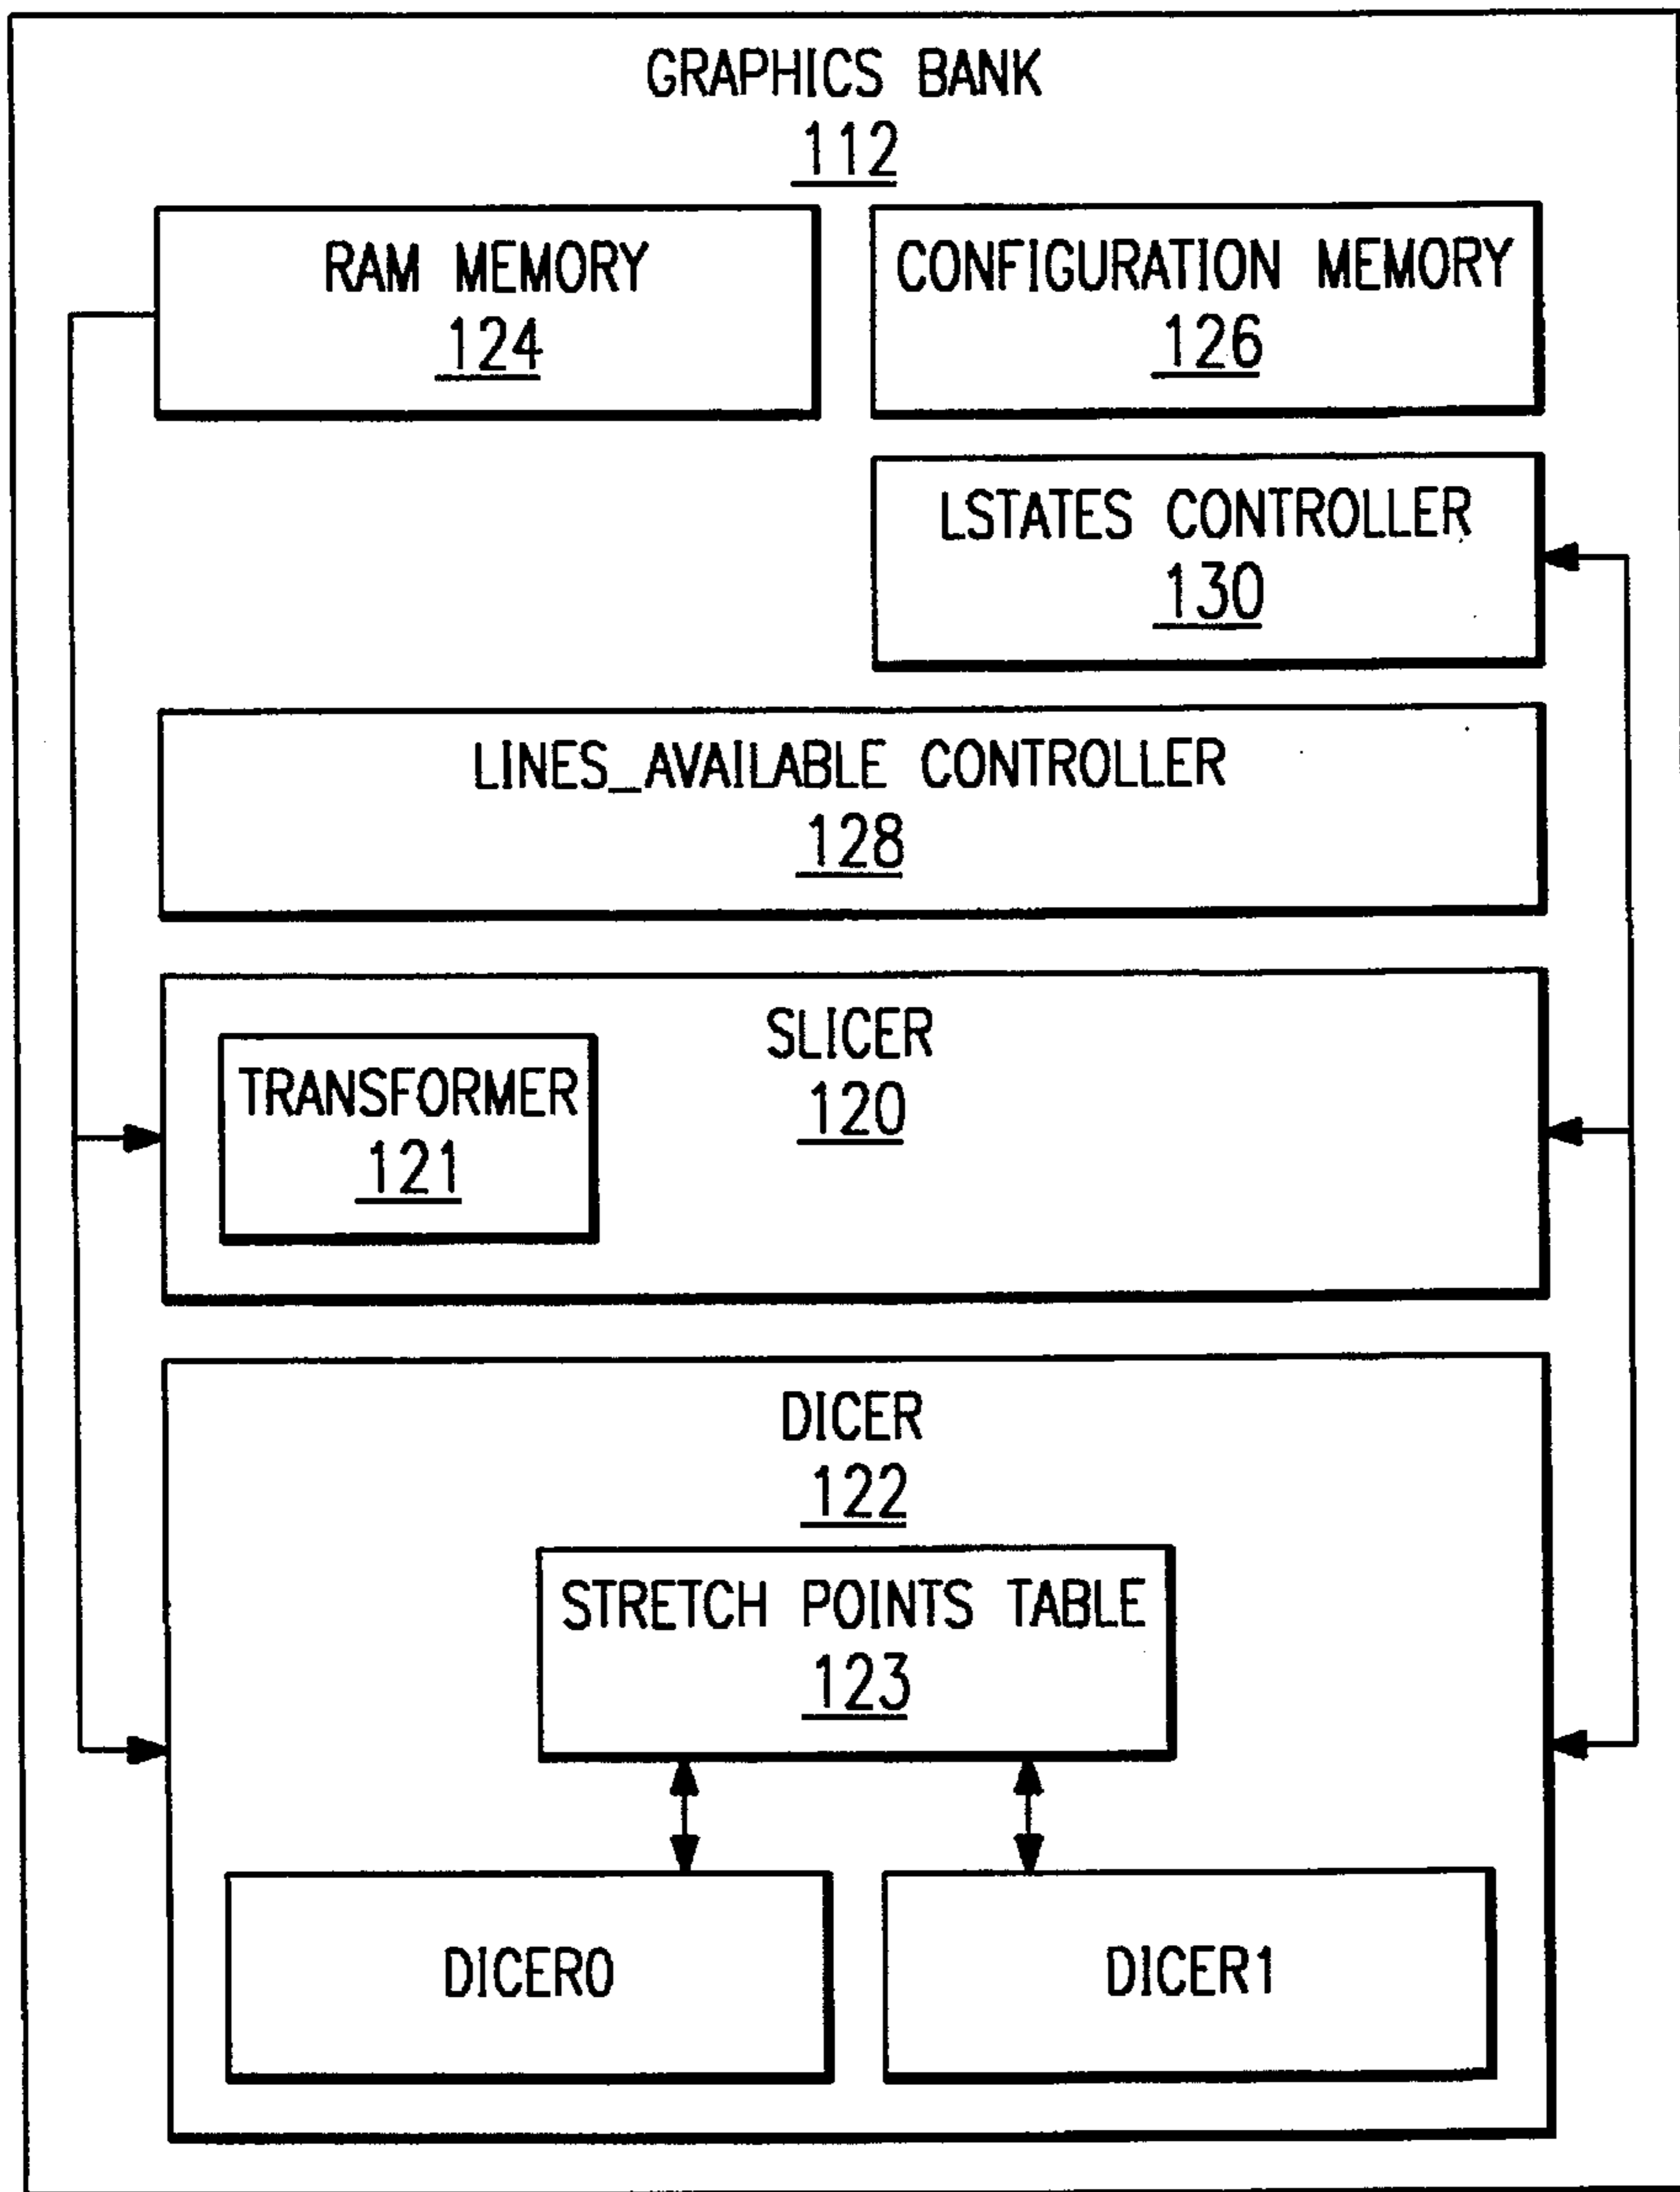 GRAPHICS BANK
112
RAM MEMORY
124
CONFIGURATION MEMORY
126
LSTATES CONTROLLER
130
LINES_AVAILABLE CONTROLLER
128
SLICER
120
TRANSFORMER
121
DICER
122
STRETCH POINTS TABLE
123
DICER0
DICER1